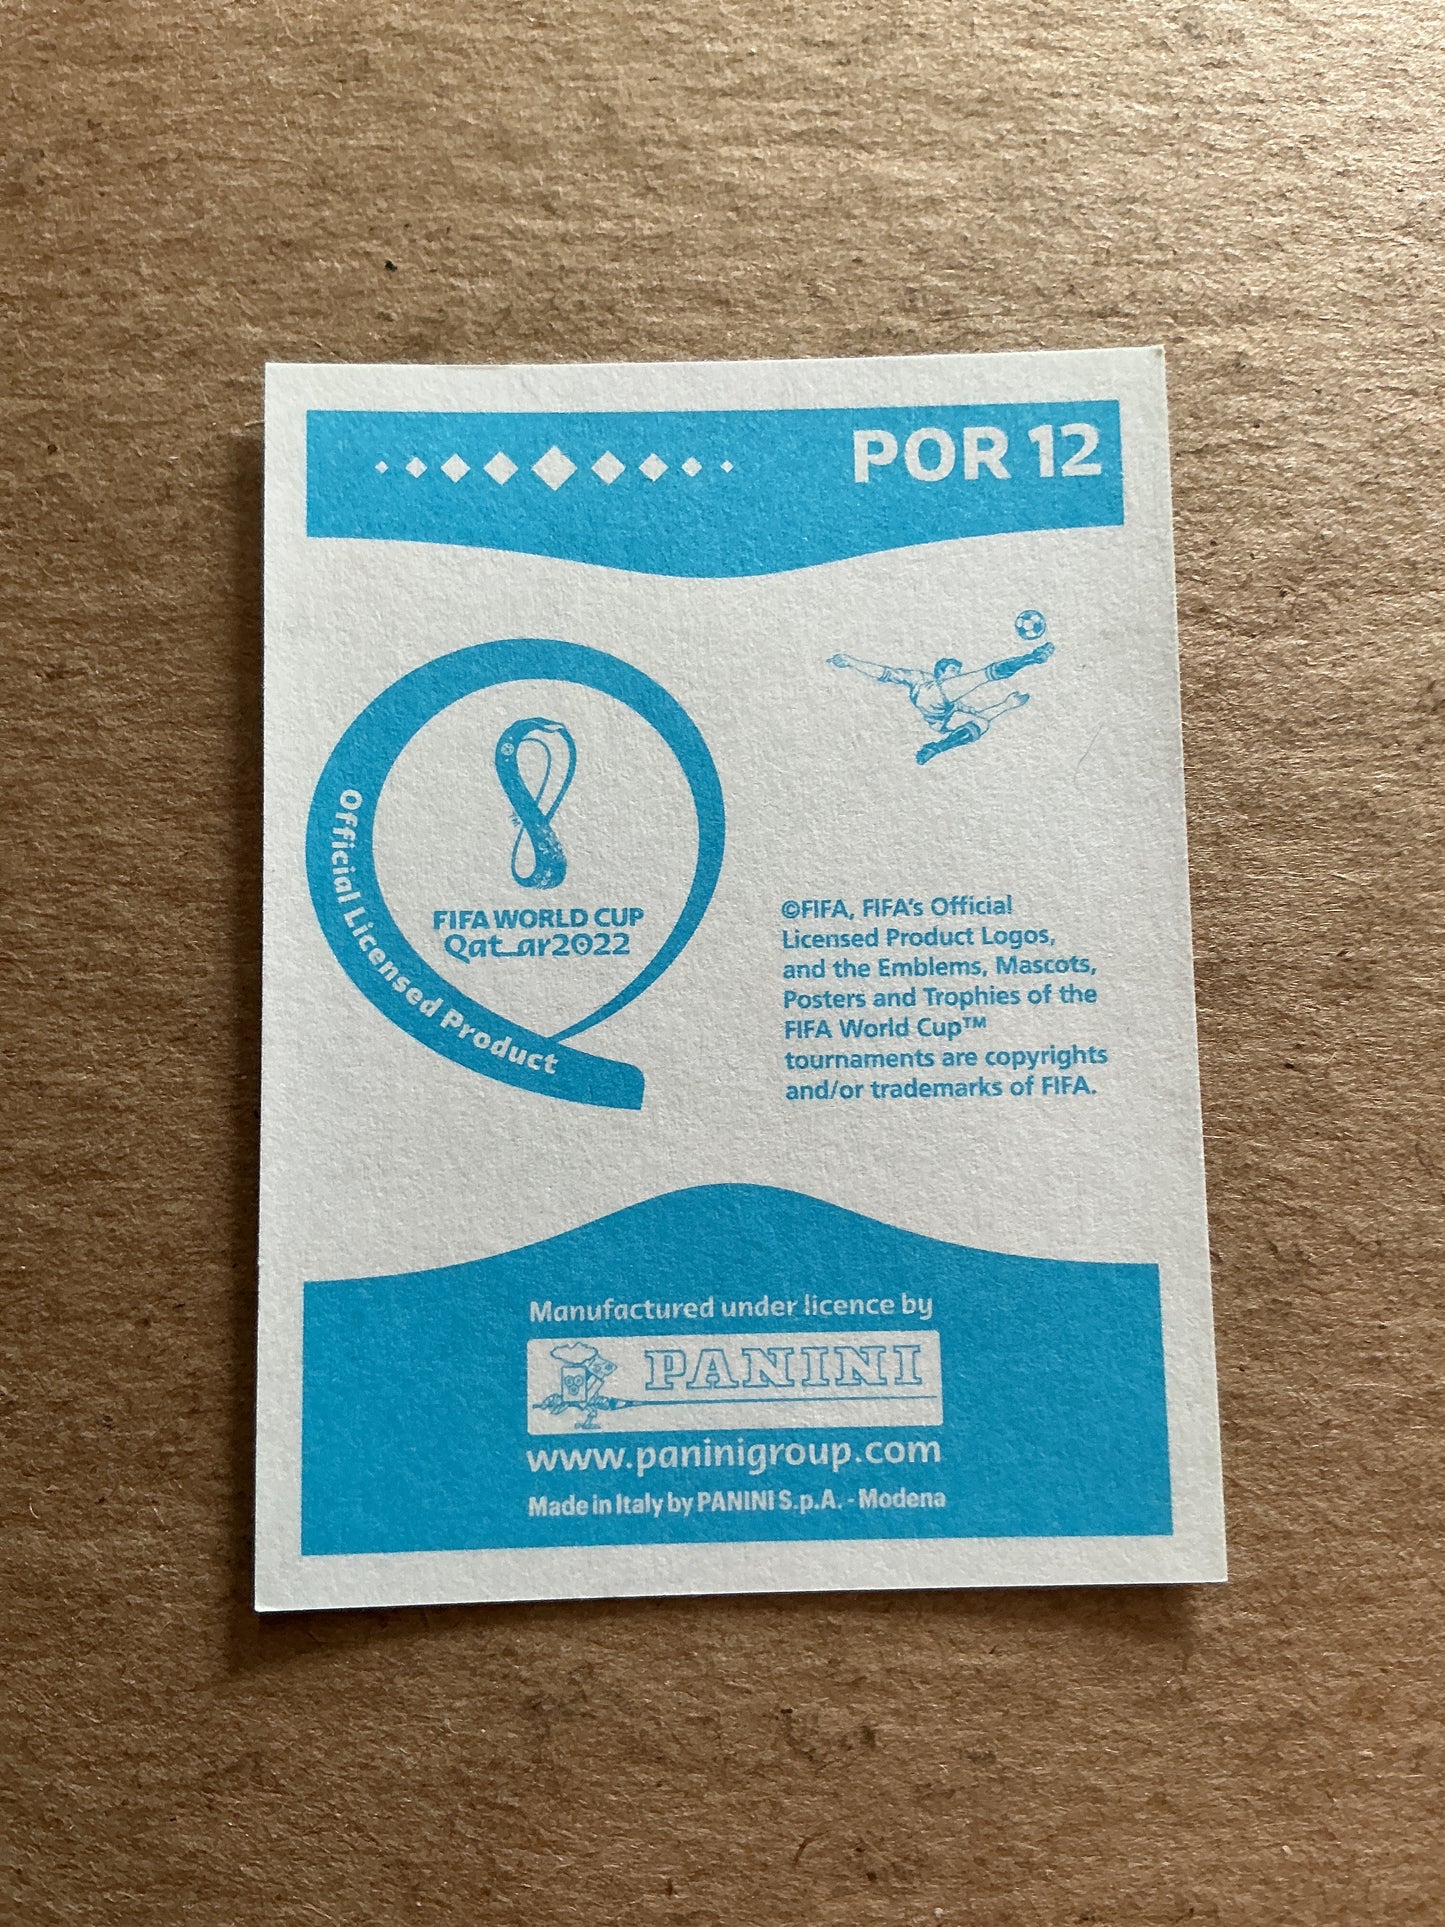 POR 12
Official Licensed Product
TM
FIFA WORLD CUP
Qatar2022
©FIFA, FIFA's Official
Licensed Product Logos,
and the Emblems, Mascots,
Posters and Trophies of the
FIFA World Cup™
tournaments are copyrights
and/or trademarks of FIFA.
Manufactured under licence by
PANINI
www.paninigroup.com
Made in Italy by PANINI S.p.A. - Modena